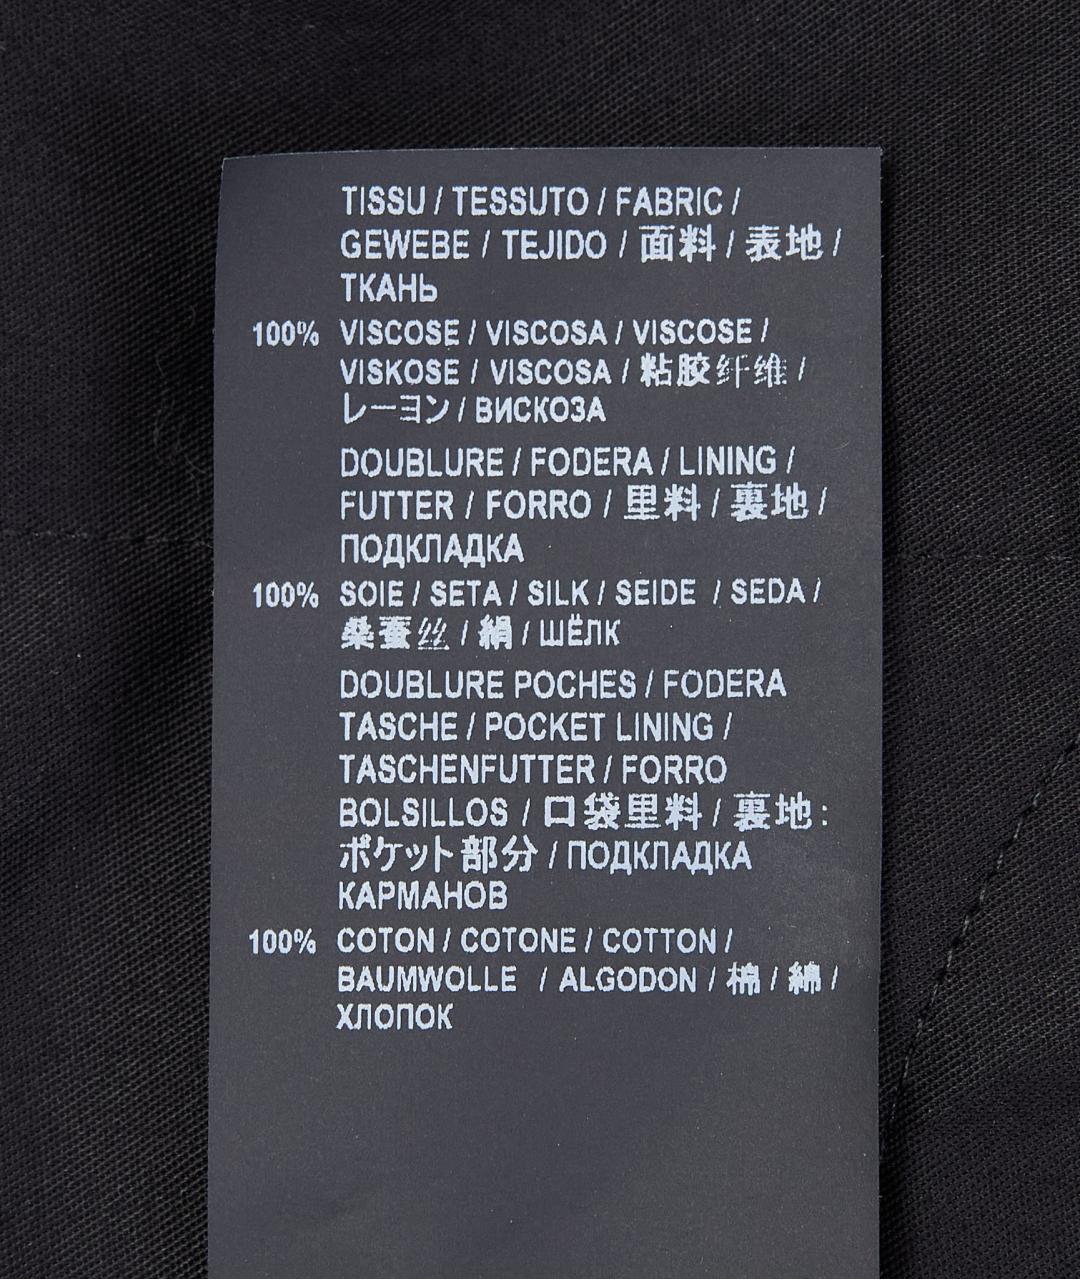 TISSU / TESSUTO / FABRIC /
GEWEBE / TEJIDO / 面料 / 表地 /
ТКАНЬ
100% VISCOSE / VISCOSA / VISCOSE /
VISKOSE / VISCOSA / 粘胶纤维 /
レーヨン / ВИСКОЗА
DOUBLURE / FODERA / LINING /
FUTTER / FORRO / 里料 / 裏地 /
ПОДКЛАДКА
100% SOIE / SETA / SILK / SEIDE / SEDA /
桑蚕丝 / 絹 / ШЁЛК
DOUBLURE POCHES / FODERA
TASCHE / POCKET LINING /
TASCHENFUTTER / FORRO
BOLSILLOS / 口袋里料 / 裏地:
ポケット部分 / ПОДКЛАДКА
КАРМАНОВ
100% COTON / COTONE / COTTON /
BAUMWOLLE / ALGODON / 棉 / 綿 /
ХЛОПОК